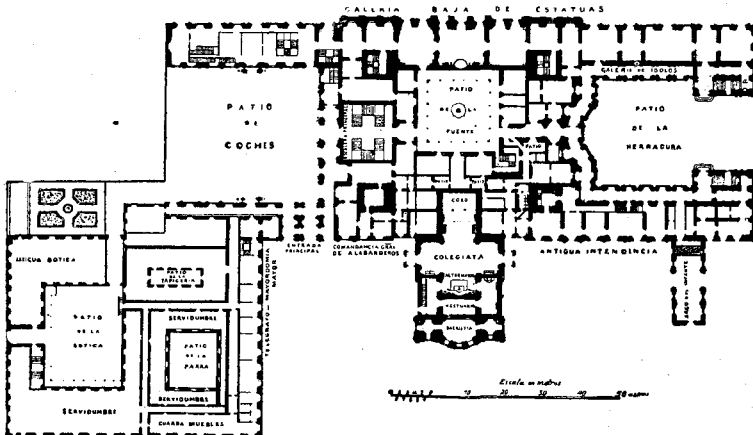 GALERIA BAJA DE ESTATUAS
GALERIA DE IDOLOS
PATIO
DE
COCHES
PATIO
DE LA
FUENTE
PATIO
DE LA
HERRADURA
PATIO
CORO
ENTRADA
PRINCIPAL
COMANDANCIA GRAL
DE ALABARDEROS
COLEGIATA
ANTIGUA INTENDENCIA
SACRISTIA
TELEGRAFO Y MAYORDOMIA
MAYOR
ANTIGUA BOTICA
PATIO
DE LA
TAPICERIA
PATIO
DE LA
BOTICA
SERVIDUMBRE
PATIO
DE LA
PARRA
SERVIDUMBRE
SERVIDUMBRE
GUARDA MUEBLES
Escala en metros
10 20 30 40 50 metros